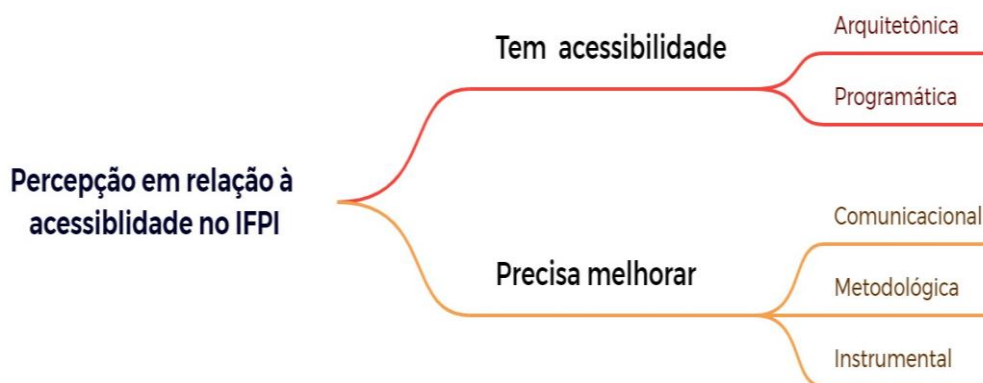 Percepção em relação à
acessiblidade no IFPI
Tem acessibilidade
Arquitetônica
Programática
Precisa melhorar
Comunicacional
Metodológica
Instrumental